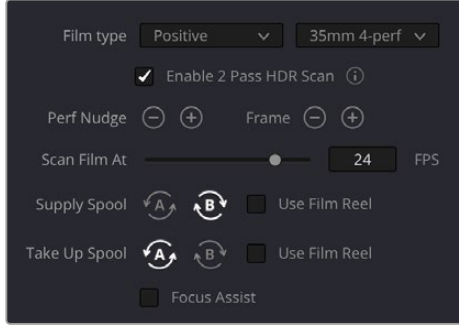 Film type Positive 35mm 4-perf
Enable 2 Pass HDR Scan i
Perf Nudge Frame
Scan Film At 24 FPS
Supply Spool A B Use Film Reel
Take Up Spool A B Use Film Reel
Focus Assist